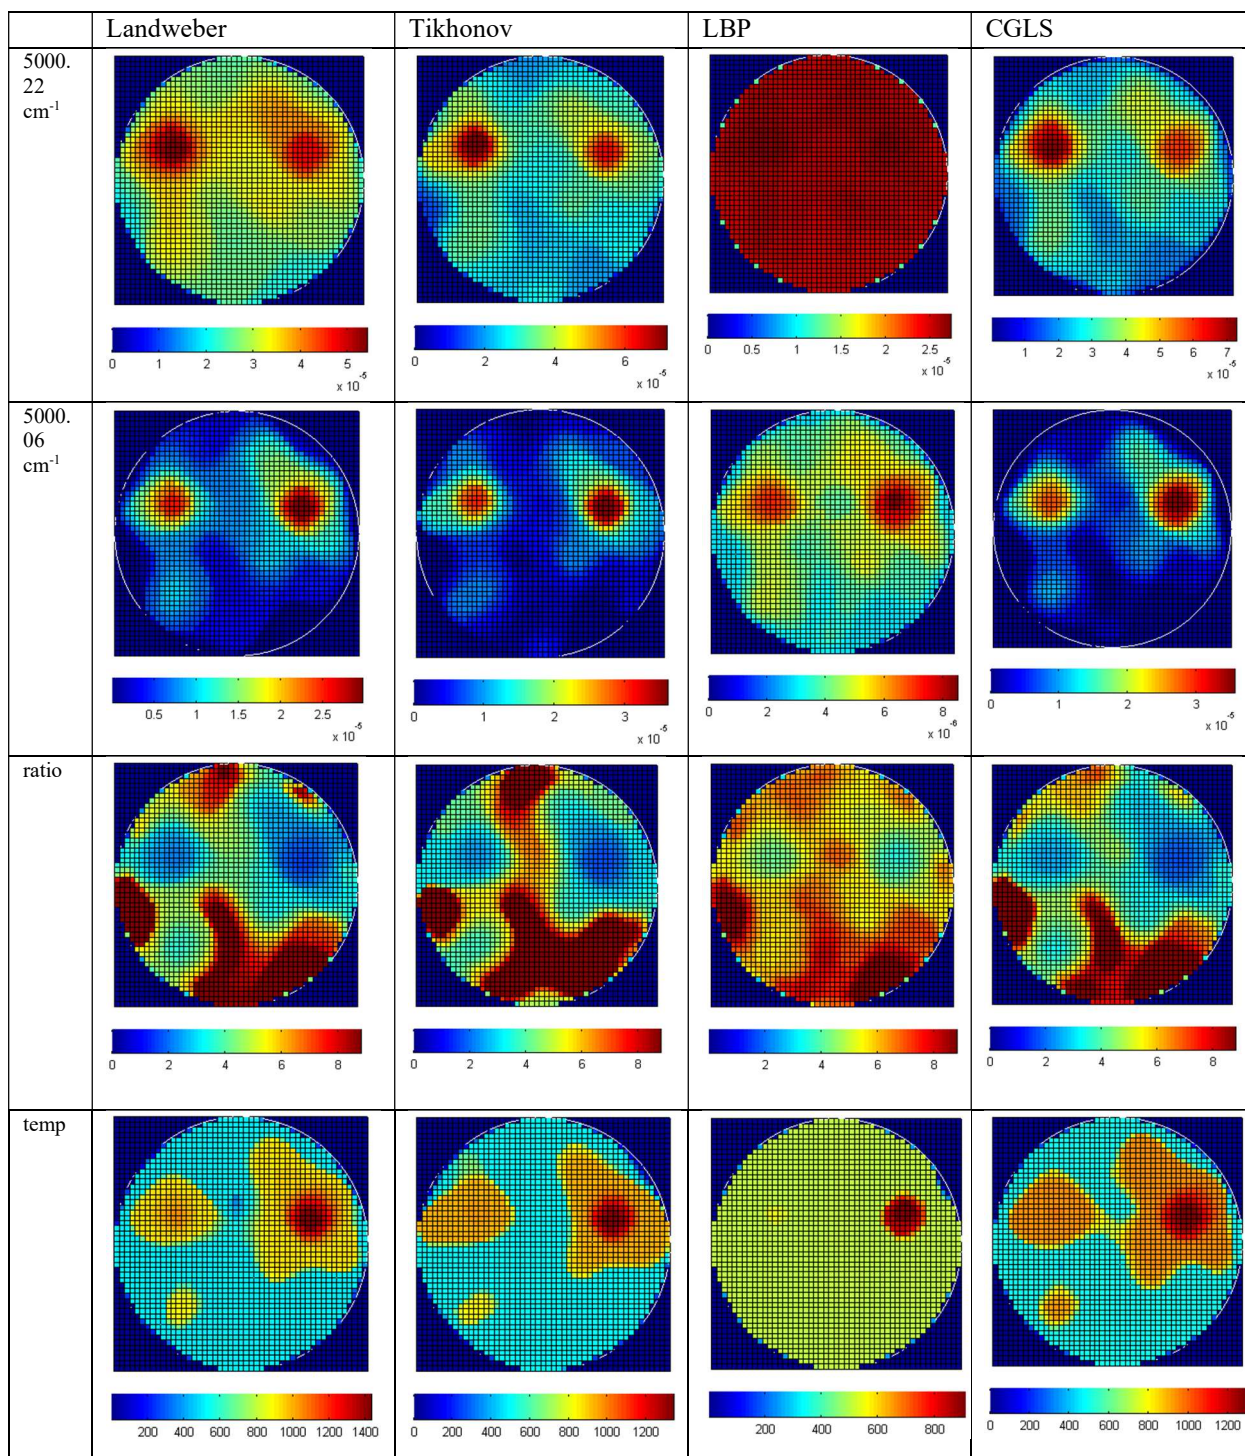 Landweber Tikhonov LBP CGLS
5000.
22
cm-1
0 1 2 3 4 5
x 10-5
0 2 4 6
x 10-5
0 0.5 1 1.5 2 2.5
x 10-5
1 2 3 4 5 6 7
x 10-5
5000.
06
cm-1
0.5 1 1.5 2 2.5
x 10-5
0 1 2 3
x 10-5
0 2 4 6 8
x 10-6
0 1 2 3
x 10-5
ratio
0 2 4 6 8
0 2 4 6 8
2 4 6 8
0 2 4 6 8
temp
200 400 600 800 1000 1200 1400
0 200 400 600 800 1000 1200
200 400 600 800
0 200 400 600 800 1000 1200